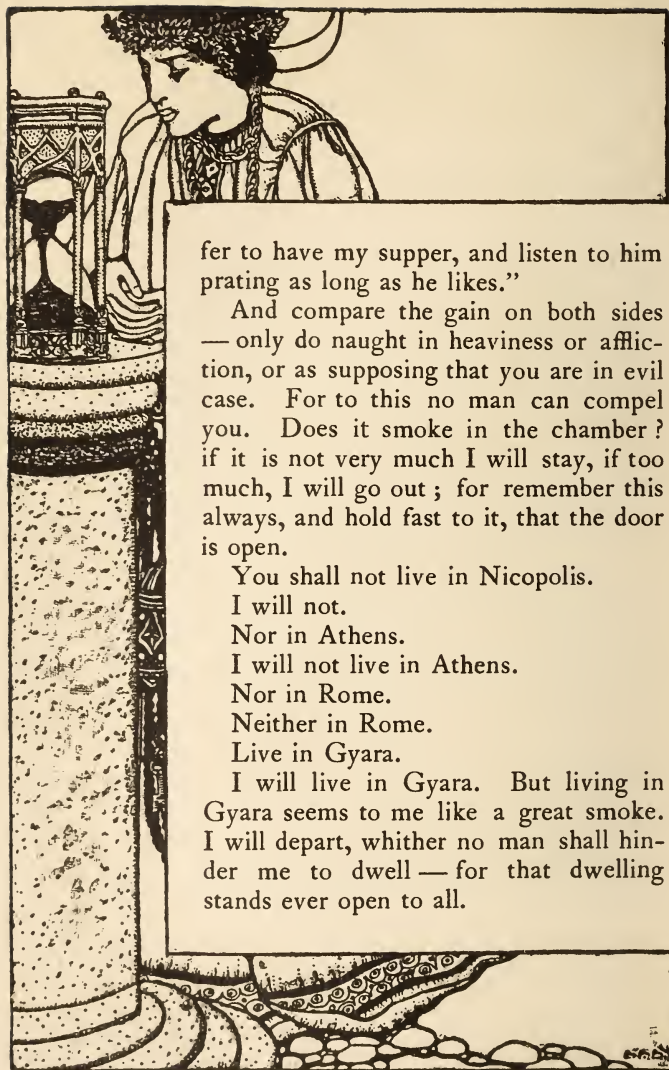 fer to have my supper, and listen to him
prating as long as he likes.”
And compare the gain on both sides
— only do naught in heaviness or afflic-
tion, or as supposing that you are in evil
case. For to this no man can compel
you. Does it smoke in the chamber ?
if it is not very much I will stay, if too
much, I will go out ; for remember this
always, and hold fast to it, that the door
is open.
You shall not live in Nicopolis.
I will not.
Nor in Athens.
I will not live in Athens.
Nor in Rome.
Neither in Rome.
Live in Gyara.
I will live in Gyara. But living in
Gyara seems to me like a great smoke.
I will depart, whither no man shall hin-
der me to dwell — for that dwelling
stands ever open to all.